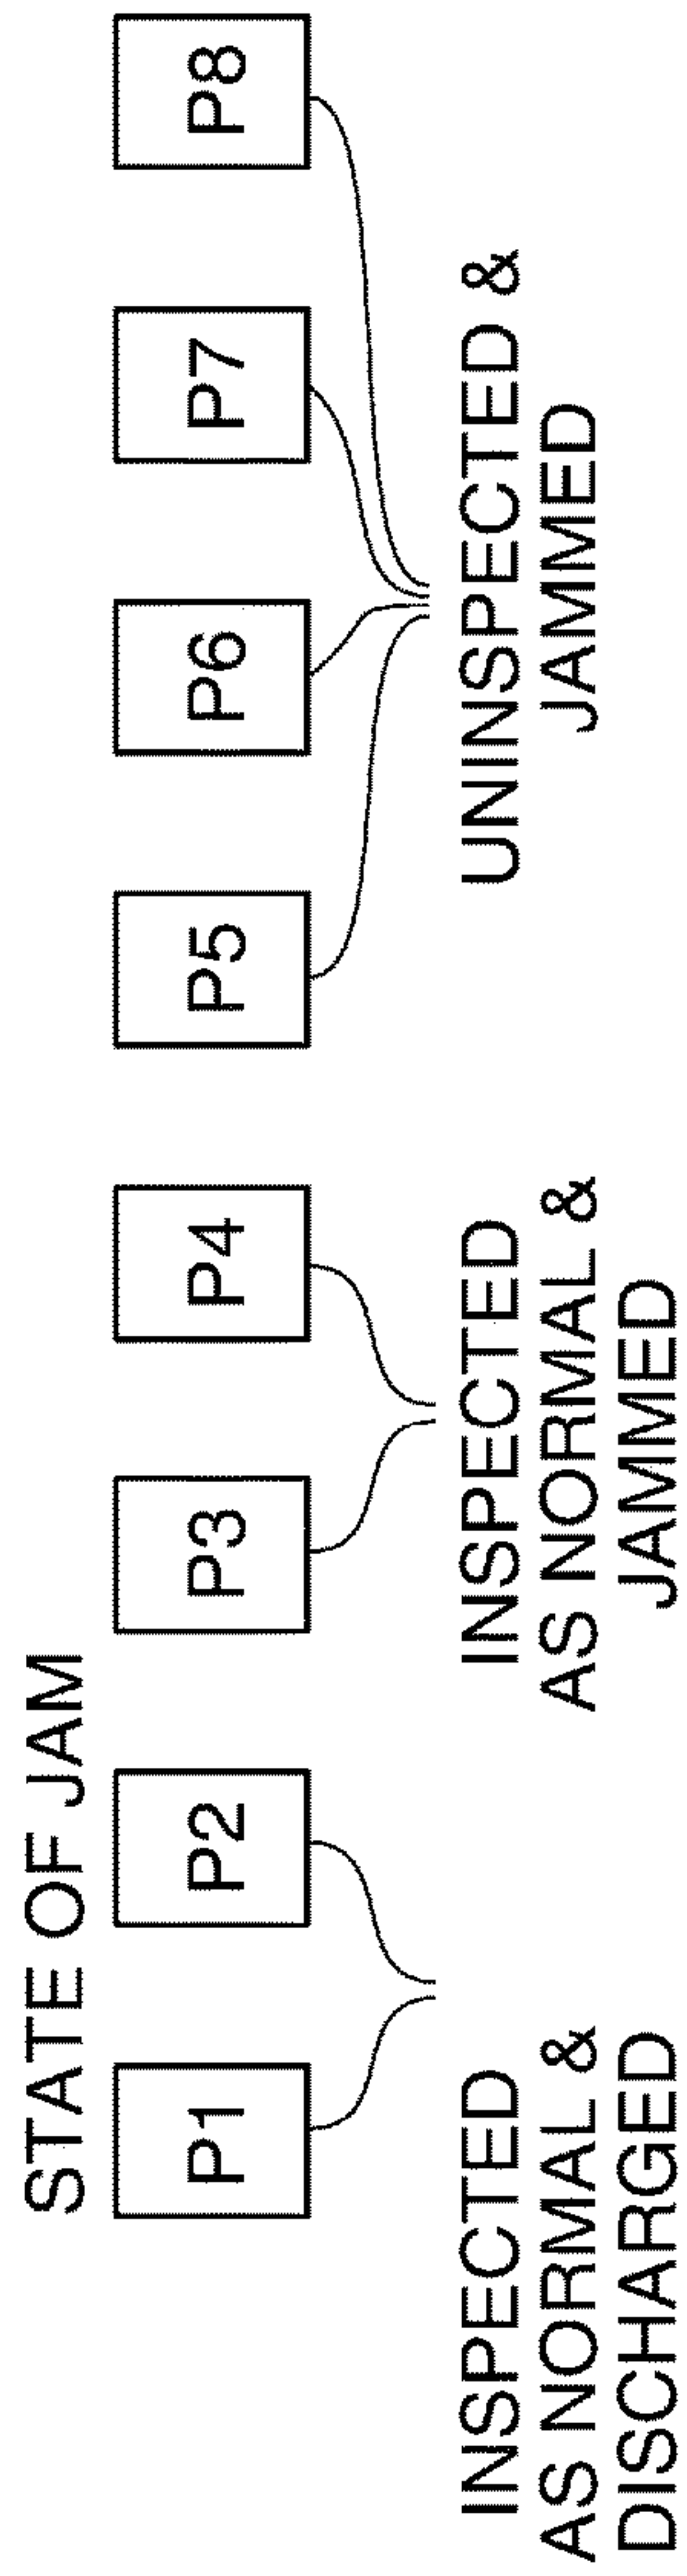 STATE OF JAM
P1
P2
P3
P4
P5
P6
P7
P8
INSPECTED
AS NORMAL &
DISCHARGED
INSPECTED
AS NORMAL &
JAMMED
UNINSPECTED &
JAMMED